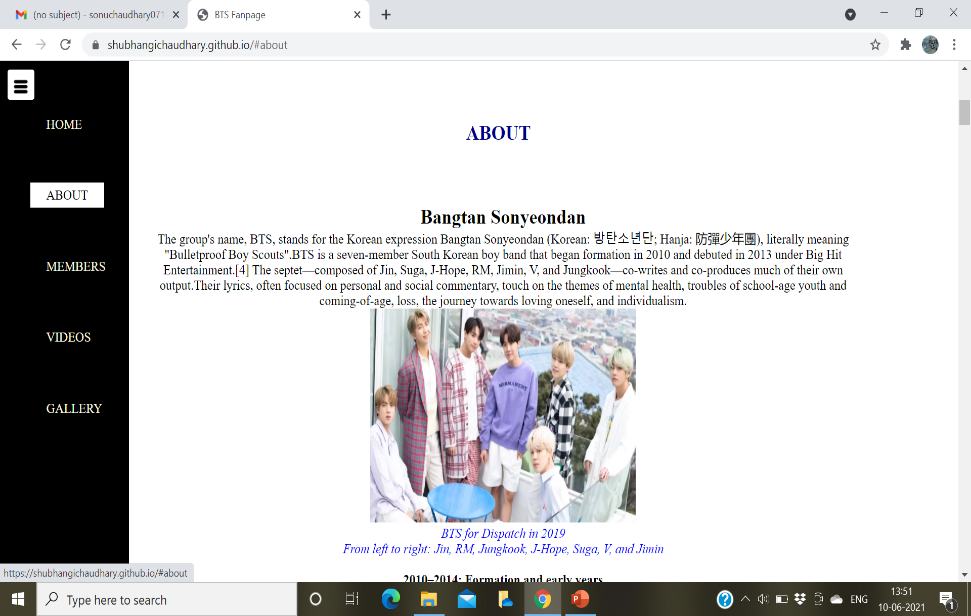 (no subject) - sonuchaudhary071
BTS Fanpage
shubhangichaudhary.github.io/#about
HOME
ABOUT
MEMBERS
VIDEOS
GALLERY
ABOUT
Bangtan Sonyeondan
The group's name, BTS, stands for the Korean expression Bangtan Sonyeondan (Korean: 방탄소년단; Hanja: 防彈少年團), literally meaning
"Bulletproof Boy Scouts".BTS is a seven-member South Korean boy band that began formation in 2010 and debuted in 2013 under Big Hit
Entertainment.[4] The septet—composed of Jin, Suga, J-Hope, RM, Jimin, V, and Jungkook—co-writes and co-produces much of their own
output.Their lyrics, often focused on personal and social commentary, touch on the themes of mental health, troubles of school-age youth and
coming-of-age, loss, the journey towards loving oneself, and individualism.
BTS for Dispatch in 2019
From left to right: Jin, RM, Jungkook, J-Hope, Suga, V, and Jimin
2010–2014: Formation and early years
https://shubhangichaudhary.github.io/#about
Type here to search
ENG
13:51
10-06-2021
1